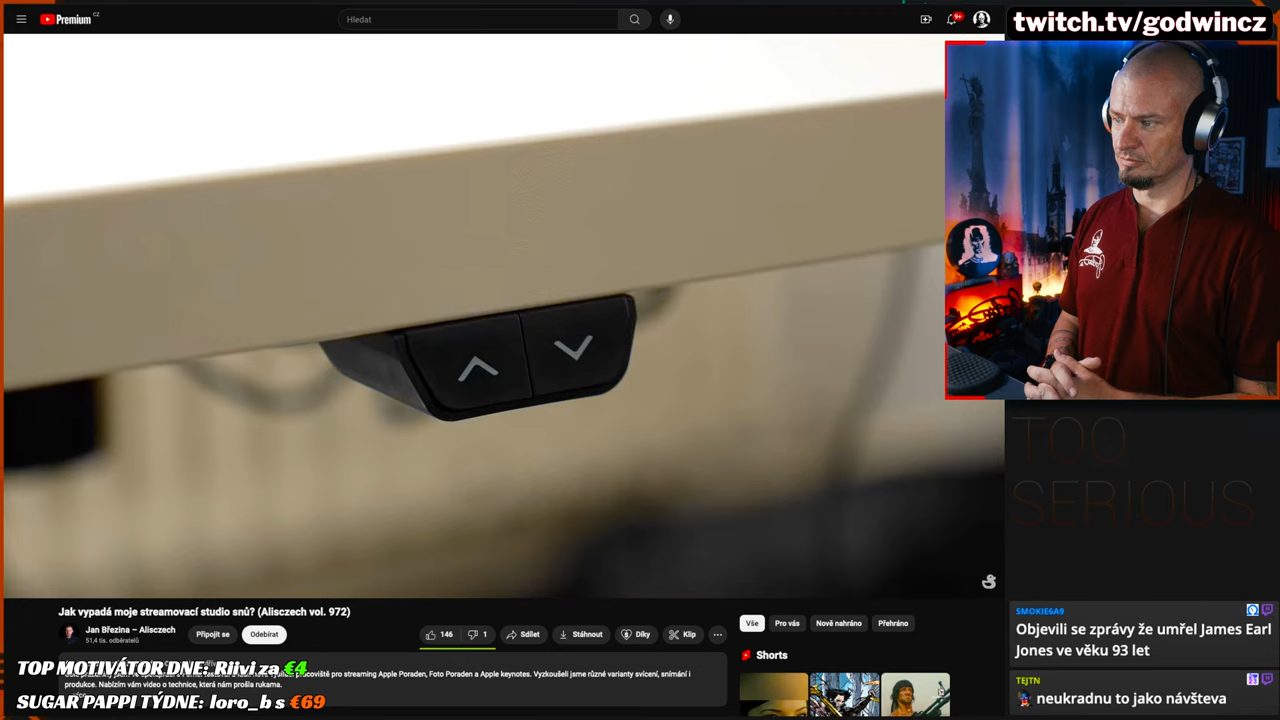 Premium CZ
Hledat
9+
twitch.tv/godwincz
TOO
SERIOUS
Jak vypadá moje streamovací studio snů? (Alisczech vol. 972)
Jan Březina – Alisczech
51,4 tis. odběratelů
Připojit se
Odebírat
146
1
Sdílet
Stáhnout
Díky
Klip
Vše
Pro vás
Nově nahráno
Přehráno
Shorts
pracoviště pro streaming Apple Poraden, Foto Poraden a Apple keynotes. Vyzkoušeli jsme různé varianty svícení, snímání i
produkce. Nabízím vám video o technice, která nám prošla rukama.
TOP MOTIVÁTOR DNE: Riivi za €4
SUGAR PAPPI TÝDNE: loro_b s €69
SMOKIE6A9
Objevili se zprávy že umřel James Earl
Jones ve věku 93 let
TEJTN
neukradnu to jako návšteva